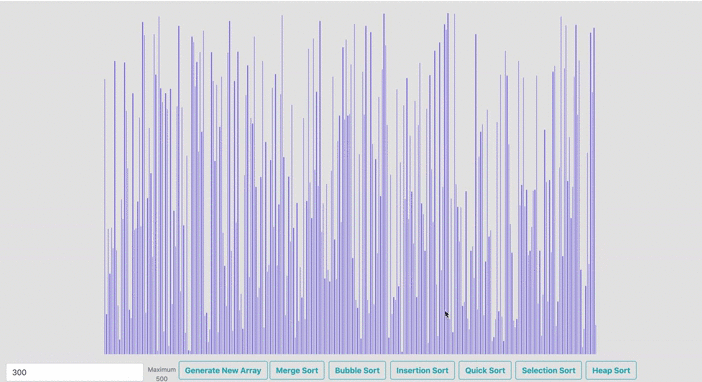 300
Maximum
500
Generate New Array
Merge Sort
Bubble Sort
Insertion Sort
Quick Sort
Selection Sort
Heap Sort